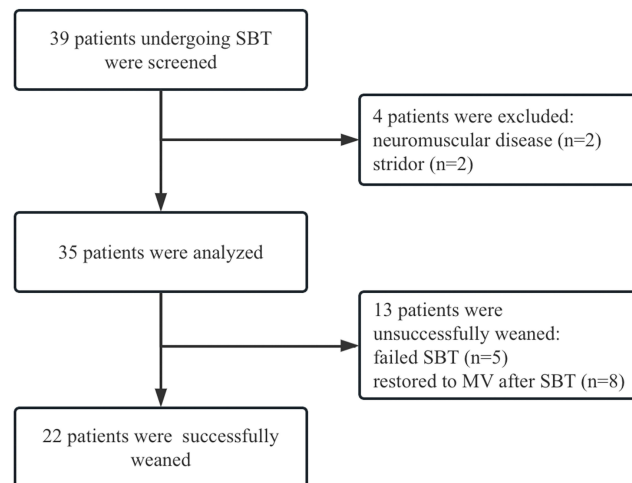 39 patients undergoing SBT
were screened
4 patients were excluded:
neuromuscular disease (n=2)
stridor (n=2)
35 patients were analyzed
13 patients were
unsuccessfully weaned:
failed SBT (n=5)
restored to MV after SBT (n=8)
22 patients were successfully
weaned